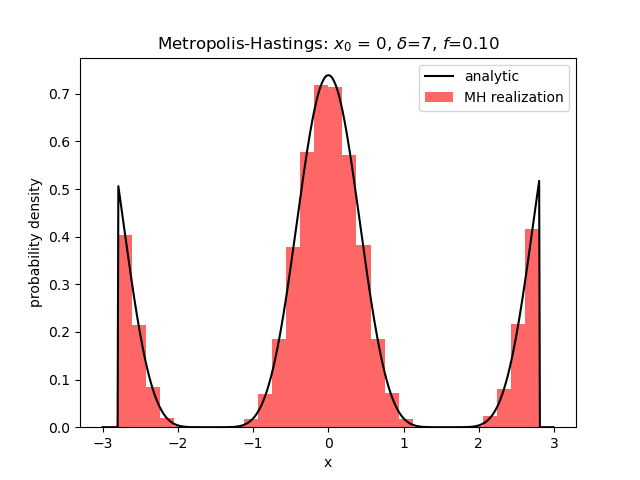 Metropolis-Hastings: x₀ = 0, δ=7, f=0.10
analytic
MH realization
probability density
0.7
0.6
0.5
0.4
0.3
0.2
0.1
0.0
−3 −2 −1 0 1 2 3
x